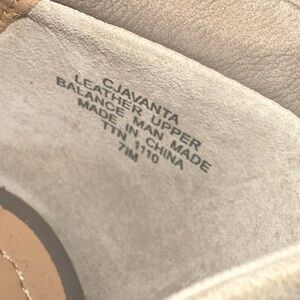 CJAVANTA
LEATHER UPPER
BALANCE MAN MADE
MADE IN CHINA
TTN 1110
7M